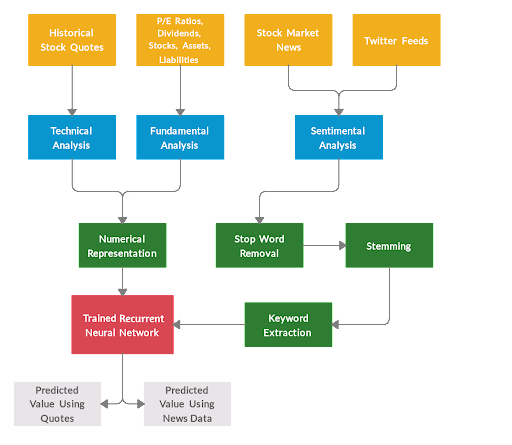 Historical
Stock Quotes
P/E Ratios,
Dividends,
Stocks, Assets,
Liabilities
Stock Market
News
Twitter Feeds
Technical
Analysis
Fundamental
Analysis
Sentimental
Analysis
Numerical
Representation
Stop Word
Removal
Stemming
Trained Recurrent
Neural Network
Keyword
Extraction
Predicted
Value Using
Quotes
Predicted
Value Using
News Data